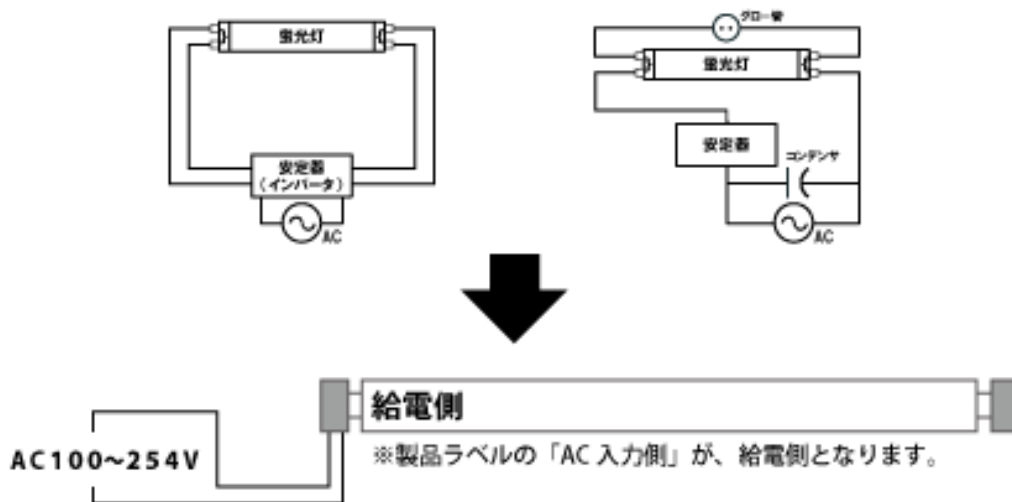 蛍光灯
安定器
(インバータ)
AC
グロー管
蛍光灯
安定器
コンデンサ
AC
給電側
AC100〜254V
※製品ラベルの「AC 入力側」が、給電側となります。